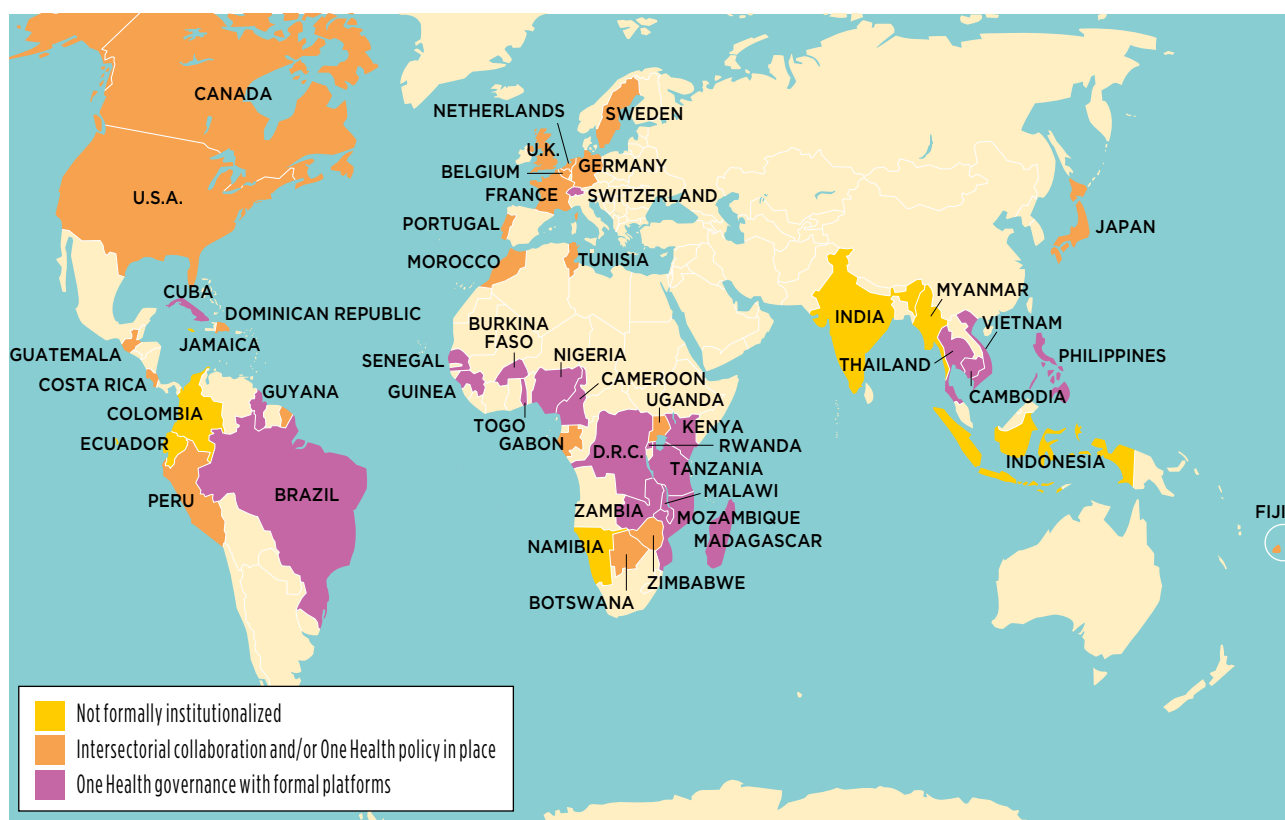 CANADA
U.S.A.
NETHERLANDS
SWEDEN
U.K.
GERMANY
BELGIUM
FRANCE
SWITZERLAND
PORTUGAL
MOROCCO
TUNISIA
JAPAN
CUBA
DOMINICAN REPUBLIC
JAMAICA
GUATEMALA
COSTA RICA
GUYANA
COLOMBIA
ECUADOR
PERU
BRAZIL
BURKINA
FASO
SENEGAL
NIGERIA
GUINEA
CAMEROON
UGANDA
TOGO
KENYA
GABON
RWANDA
D.R.C.
TANZANIA
MALAWI
ZAMBIA
MOZAMBIQUE
MADAGASCAR
NAMIBIA
ZIMBABWE
BOTSWANA
INDIA
MYANMAR
VIETNAM
THAILAND
PHILIPPINES
CAMBODIA
INDONESIA
FIJI
Not formally institutionalized
Intersectorial collaboration and/or One Health policy in place
One Health governance with formal platforms